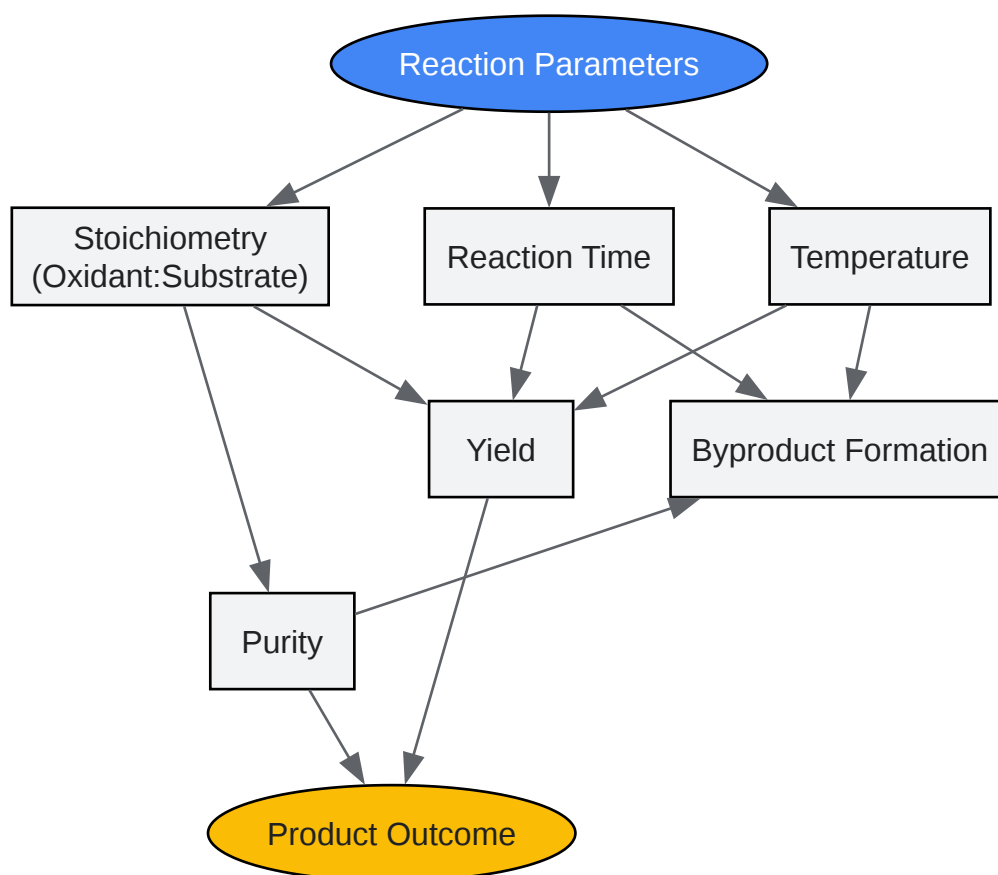 Reaction Parameters
Stoichiometry
(Oxidant:Substrate)
Reaction Time
Temperature
Yield
Byproduct Formation
Purity
Product Outcome